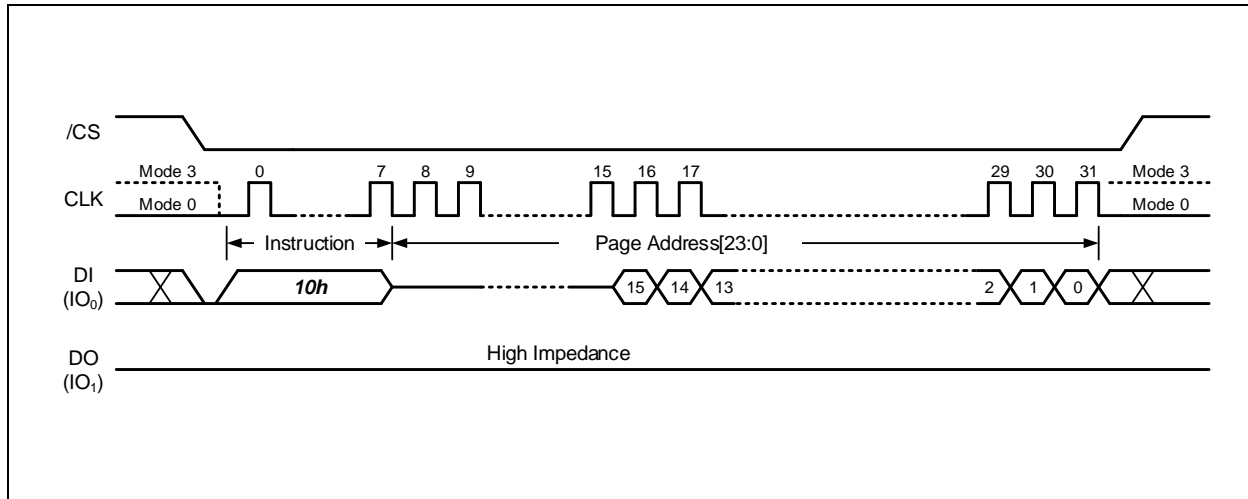 /CS
Mode 3 0 7 8 9 15 16 17 29 30 31 Mode 3
CLK
Mode 0 Mode 0
Instruction Page Address[23:0]
DI 10h 15 14 13 2 1 0
(IO₀)
High Impedance
DO
(IO₁)